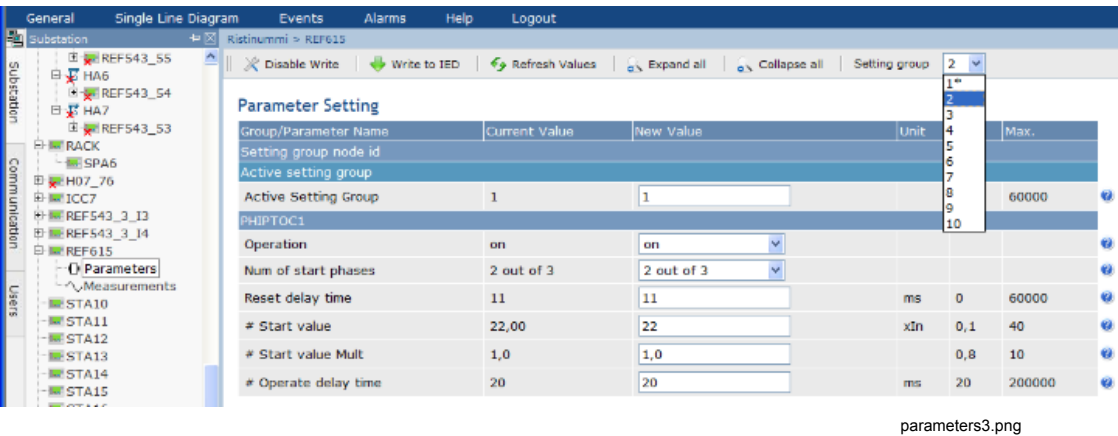 General Single Line Diagram Events Alarms Help Logout
Substation
Ristinummi > REF615
Disable Write Write to IED Refresh Values Expand all Collapse all Setting group 2
1*
2
3
4
5
6
7
8
9
10
Substation
Communication
Users
REF543_55
HA6
REF543_54
HA7
REF543_53
RACK
SPA6
H07_76
ICC7
REF543_3_I3
REF543_3_I4
REF615
Parameters
Measurements
STA10
STA11
STA12
STA13
STA14
STA15
Parameter Setting
Group/Parameter Name Current Value New Value Unit Max.
Setting group node id
Active setting group
Active Setting Group 1 1 60000
PHIPTOC1
Operation on on
Num of start phases 2 out of 3 2 out of 3
Reset delay time 11 11 ms 0 60000
# Start value 22,00 22 xIn 0,1 40
# Start value Mult 1,0 1,0 0,8 10
# Operate delay time 20 20 ms 20 200000
parameters3.png